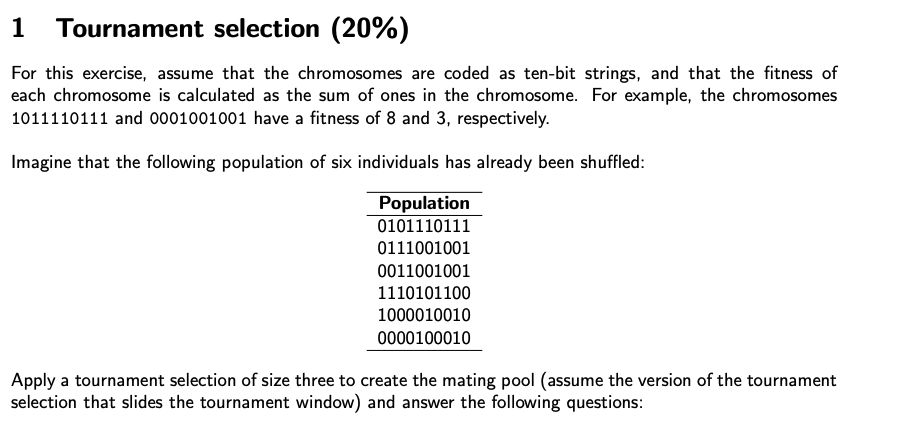 1 Tournament selection (20%)
For this exercise, assume that the chromosomes are coded as ten-bit strings, and that the fitness of
each chromosome is calculated as the sum of ones in the chromosome. For example, the chromosomes
1011110111 and 0001001001 have a fitness of 8 and 3, respectively.
Imagine that the following population of six individuals has already been shuffled:
Population
0101110111
0111001001
0011001001
1110101100
1000010010
0000100010
Apply a tournament selection of size three to create the mating pool (assume the version of the tournament
selection that slides the tournament window) and answer the following questions: